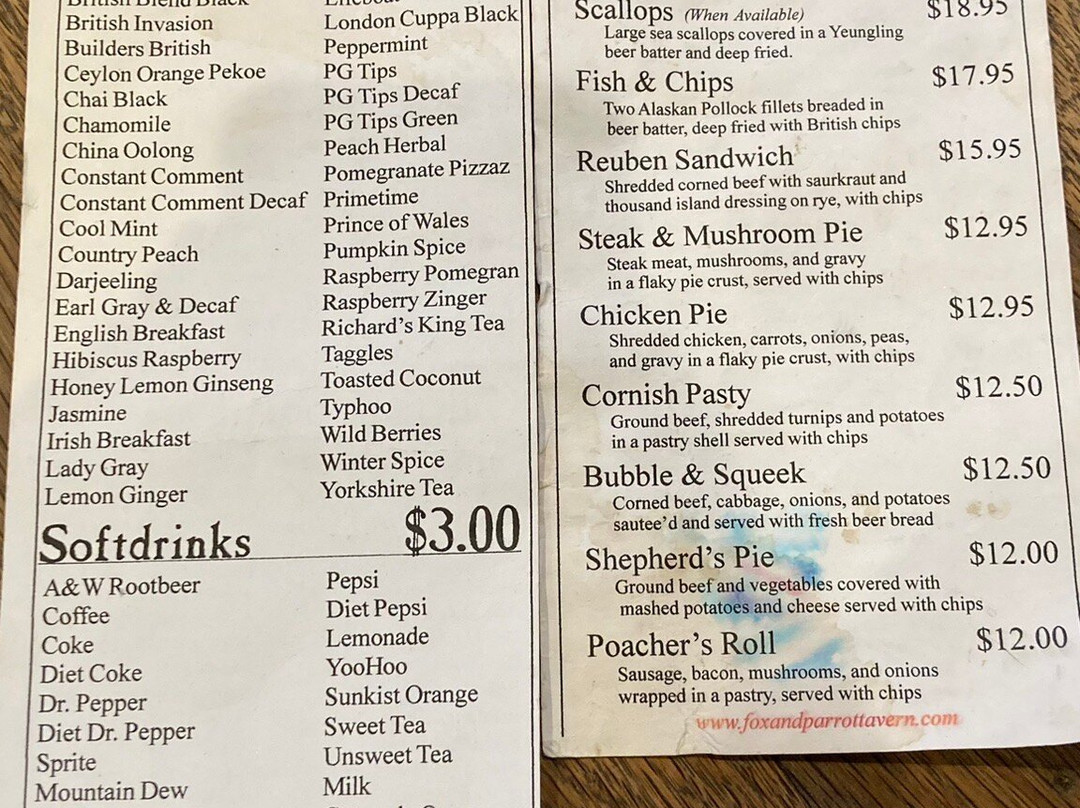 British Blend Black
British Invasion
Builders British
Ceylon Orange Pekoe
Chai Black
Chamomile
China Oolong
Constant Comment
Constant Comment Decaf
Cool Mint
Country Peach
Darjeeling
Earl Gray & Decaf
English Breakfast
Hibiscus Raspberry
Honey Lemon Ginseng
Jasmine
Irish Breakfast
Lady Gray
Lemon Ginger
London Cuppa Black
Peppermint
PG Tips
PG Tips Decaf
PG Tips Green
Peach Herbal
Pomegranate Pizzaz
Primetime
Prince of Wales
Pumpkin Spice
Raspberry Pomegran
Raspberry Zinger
Richard's King Tea
Taggles
Toasted Coconut
Typhoo
Wild Berries
Winter Spice
Yorkshire Tea
Softdrinks $3.00
A&W Rootbeer
Coffee
Coke
Diet Coke
Dr. Pepper
Diet Dr. Pepper
Sprite
Mountain Dew
Pepsi
Diet Pepsi
Lemonade
YooHoo
Sunkist Orange
Sweet Tea
Unsweet Tea
Milk
Scallops (When Available) $18.95
Large sea scallops covered in a Yeungling
beer batter and deep fried.
Fish & Chips $17.95
Two Alaskan Pollock fillets breaded in
beer batter, deep fried with British chips
Reuben Sandwich $15.95
Shredded corned beef with saurkraut and
thousand island dressing on rye, with chips
Steak & Mushroom Pie $12.95
Steak meat, mushrooms, and gravy
in a flaky pie crust, served with chips
Chicken Pie $12.95
Shredded chicken, carrots, onions, peas,
and gravy in a flaky pie crust, with chips
Cornish Pasty $12.50
Ground beef, shredded turnips and potatoes
in a pastry shell served with chips
Bubble & Squeek $12.50
Corned beef, cabbage, onions, and potatoes
sautee'd and served with fresh beer bread
Shepherd's Pie $12.00
Ground beef and vegetables covered with
mashed potatoes and cheese served with chips
Poacher's Roll $12.00
Sausage, bacon, mushrooms, and onions
wrapped in a pastry, served with chips
www.foxandparrottavern.com